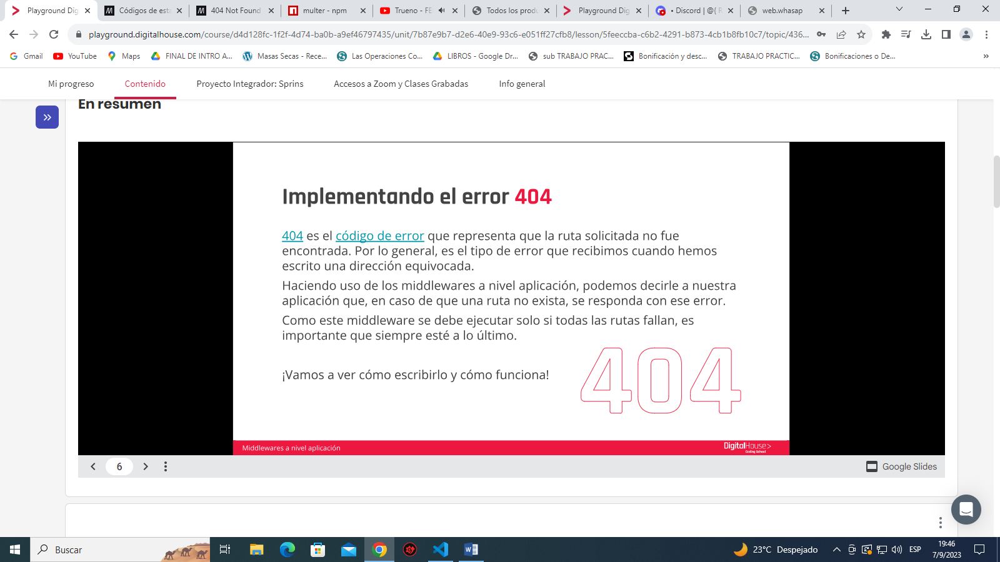 Playground Dig
Códigos de esta
404 Not Found
multer - npm
Trueno - FE
Todos los produ
Playground Dig
• Discord | @{ R
web.whasap
playground.digitalhouse.com/course/d4d128fc-1f2f-4d74-ba0b-a9ef46797435/unit/7b87e9b7-d2e6-40e9-93c6-e051ff27cfb8/lesson/5feeccba-c6b2-4291-b873-4cb1b8fb10c7/topic/436...
Gmail
YouTube
Maps
FINAL DE INTRO A...
Masas Secas - Rece...
Las Operaciones Co...
LIBROS - Google Dr...
sub TRABAJO PRAC...
Bonificación y desc...
TRABAJO PRACTIC...
Bonificaciones o De...
»
Mi progreso
Contenido
Proyecto Integrador: Sprins
Accesos a Zoom y Clases Grabadas
Info general
En resumen
Implementando el error 404
404 es el código de error que representa que la ruta solicitada no fue
encontrada. Por lo general, es el tipo de error que recibimos cuando hemos
escrito una dirección equivocada.
Haciendo uso de los middlewares a nivel aplicación, podemos decirle a nuestra
aplicación que, en caso de que una ruta no exista, se responda con ese error.
Como este middleware se debe ejecutar solo si todas las rutas fallan, es
importante que siempre esté a lo último.
¡Vamos a ver cómo escribirlo y cómo funciona!
404
Middlewares a nivel aplicación
DigitalHouse>
Coding School
6
Google Slides
Buscar
23°C Despejado
ESP
19:46
7/9/2023